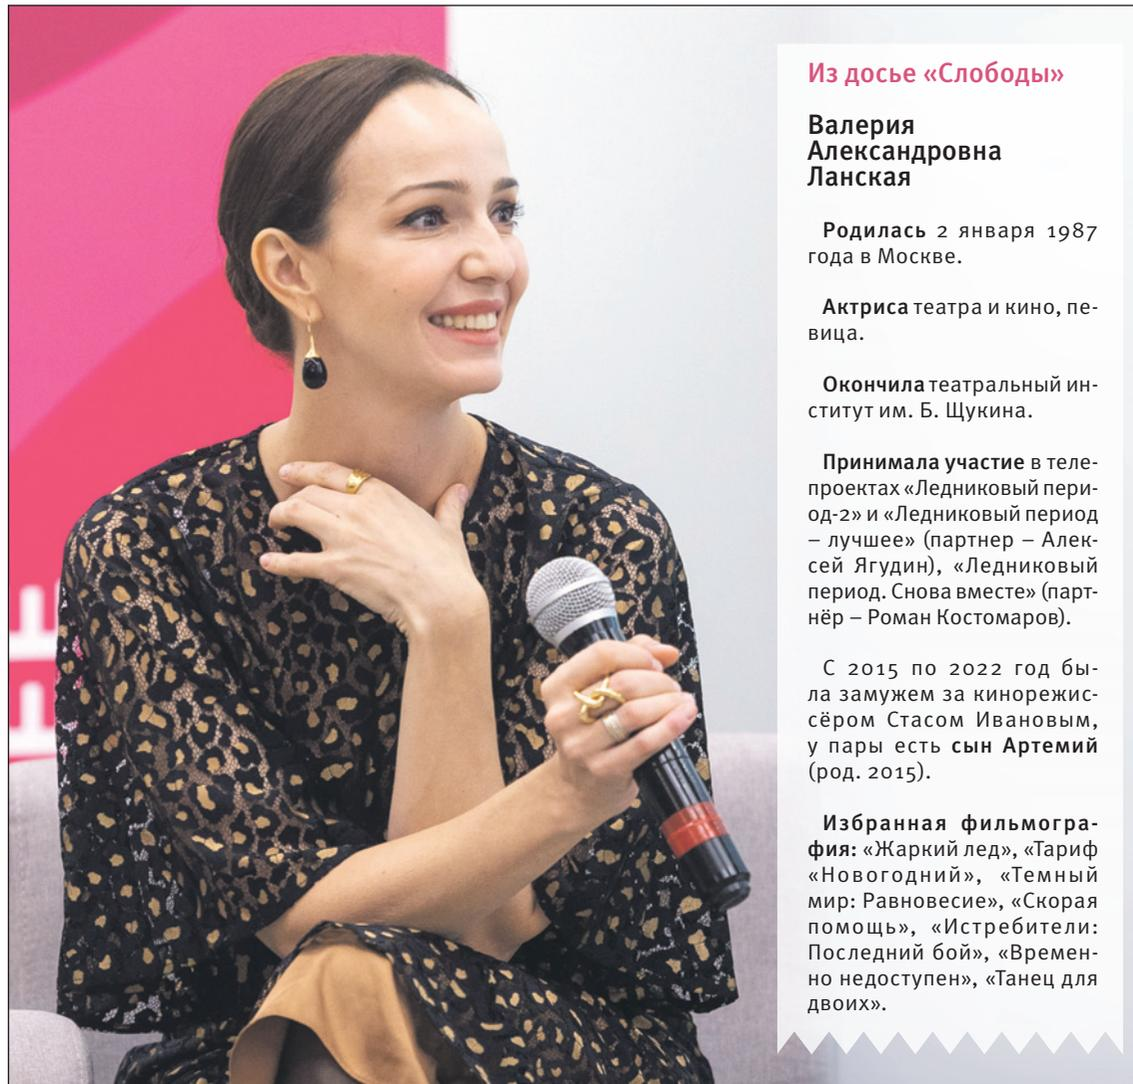 Из досье «Слободы»
Валерия
Александровна
Ланская
Родилась 2 января 1987
года в Москве.
Актриса театра и кино, пе-
вица.
Окончила театральный ин-
ститут им. Б. Щукина.
Принимала участие в теле-
проектах «Ледниковый пери-
од-2» и «Ледниковый период
– лучшее» (партнер – Алек-
сей Ягудин), «Ледниковый
период. Снова вместе» (парт-
нёр – Роман Костомаров).
С 2015 по 2022 год бы-
ла замужем за кинорежис-
сёром Стасом Ивановым,
у пары есть сын Артемий
(род. 2015).
Избранная фильмогра-
фия: «Жаркий лед», «Тариф
«Новогодний», «Темный
мир: Равновесие», «Скорая
помощь», «Истребители:
Последний бой», «Времен-
но недоступен», «Танец для
двоих».